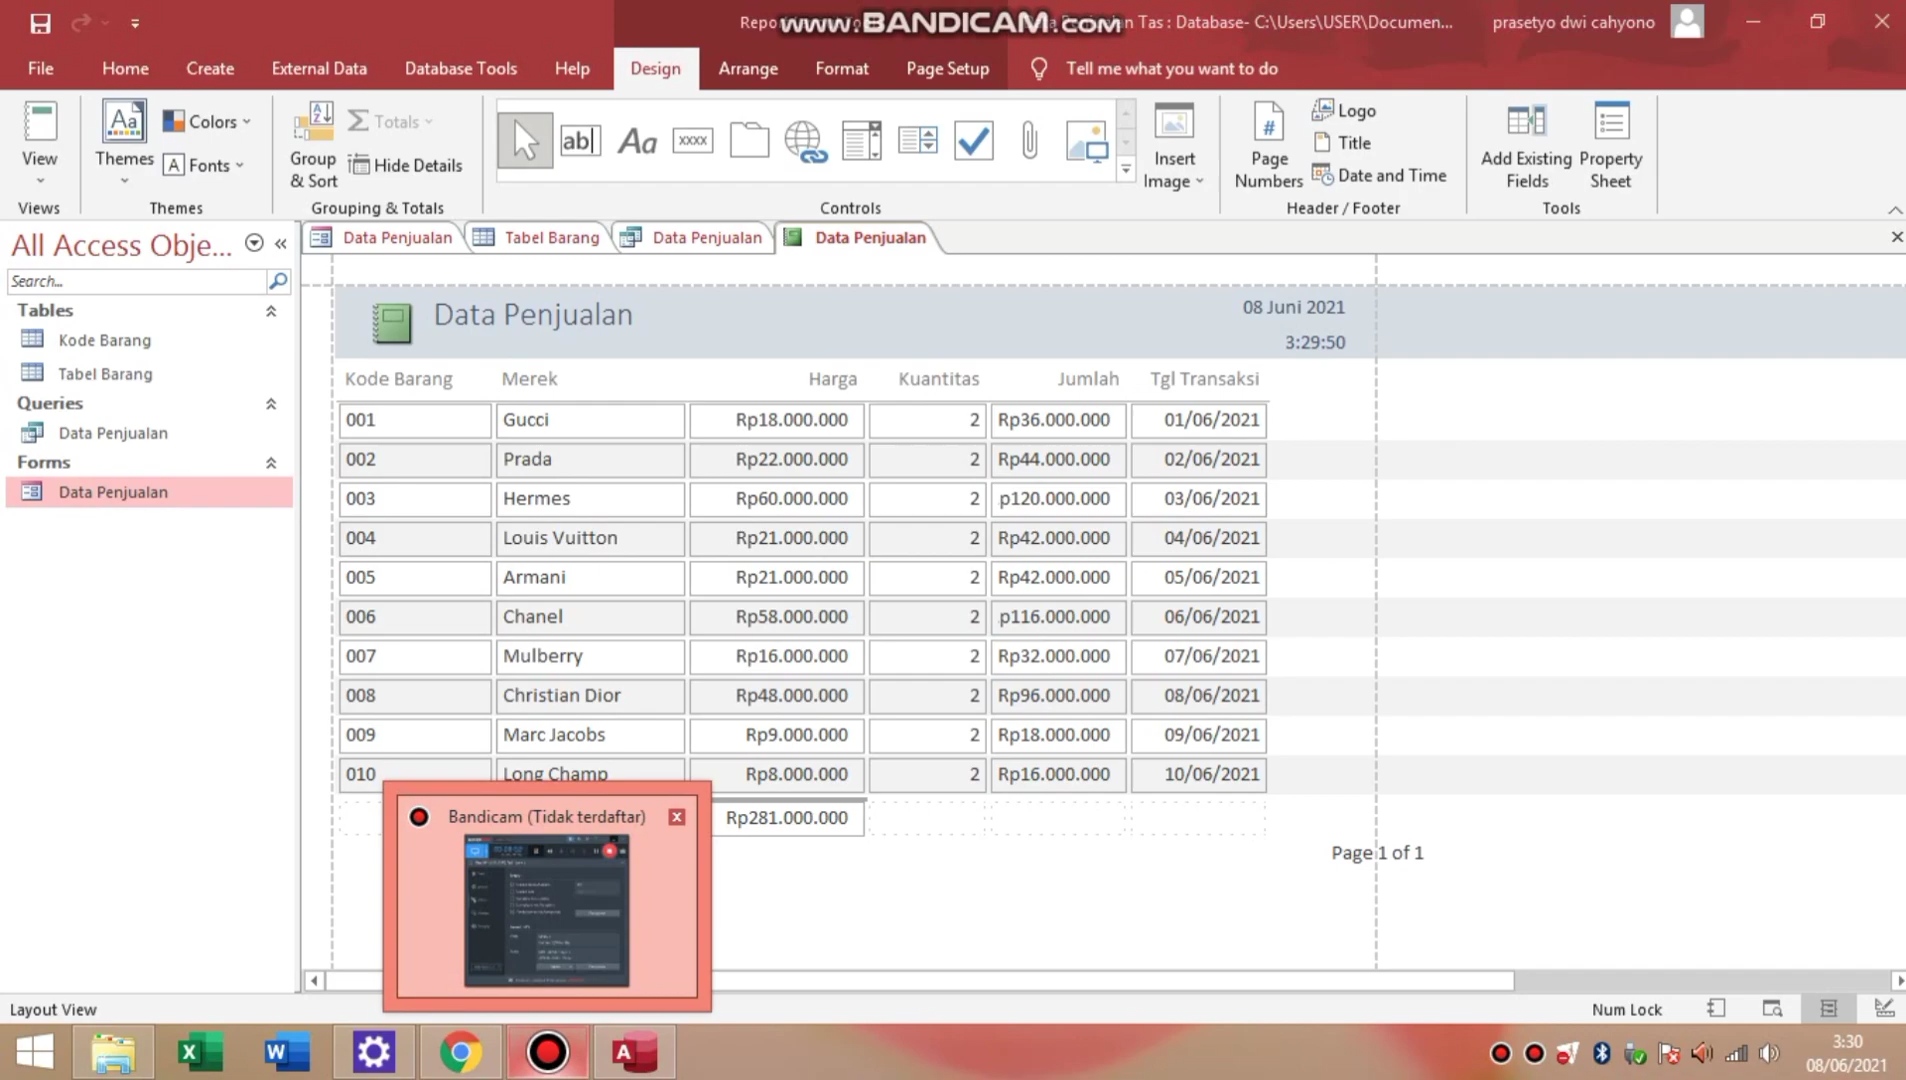 Repo
www.BANDICAM.com
Tas : Database- C:\Users\USER\Documen...
prasetyo dwi cahyono
File
Home
Create
External Data
Database Tools
Help
Design
Arrange
Format
Page Setup
Tell me what you want to do
View
Themes
Colors
Fonts
Group & Sort
Totals
Hide Details
ab|
Aa
xxxx
Insert Image
Page Numbers
Logo
Title
Date and Time
Add Existing Fields
Property Sheet
Views
Themes
Grouping & Totals
Controls
Header / Footer
Tools
All Access Obje...
Search...
Tables
Kode Barang
Tabel Barang
Queries
Data Penjualan
Forms
Data Penjualan
Data Penjualan
Tabel Barang
Data Penjualan
Data Penjualan
Data Penjualan
08 Juni 2021
3:29:50
Kode Barang Merek Harga Kuantitas Jumlah Tgl Transaksi
001 Gucci Rp18.000.000 2 Rp36.000.000 01/06/2021
002 Prada Rp22.000.000 2 Rp44.000.000 02/06/2021
003 Hermes Rp60.000.000 2 p120.000.000 03/06/2021
004 Louis Vuitton Rp21.000.000 2 Rp42.000.000 04/06/2021
005 Armani Rp21.000.000 2 Rp42.000.000 05/06/2021
006 Chanel Rp58.000.000 2 p116.000.000 06/06/2021
007 Mulberry Rp16.000.000 2 Rp32.000.000 07/06/2021
008 Christian Dior Rp48.000.000 2 Rp96.000.000 08/06/2021
009 Marc Jacobs Rp9.000.000 2 Rp18.000.000 09/06/2021
010 Long Champ Rp8.000.000 2 Rp16.000.000 10/06/2021
Rp281.000.000
Page 1 of 1
Bandicam (Tidak terdaftar)
Layout View
Num Lock
3:30
08/06/2021